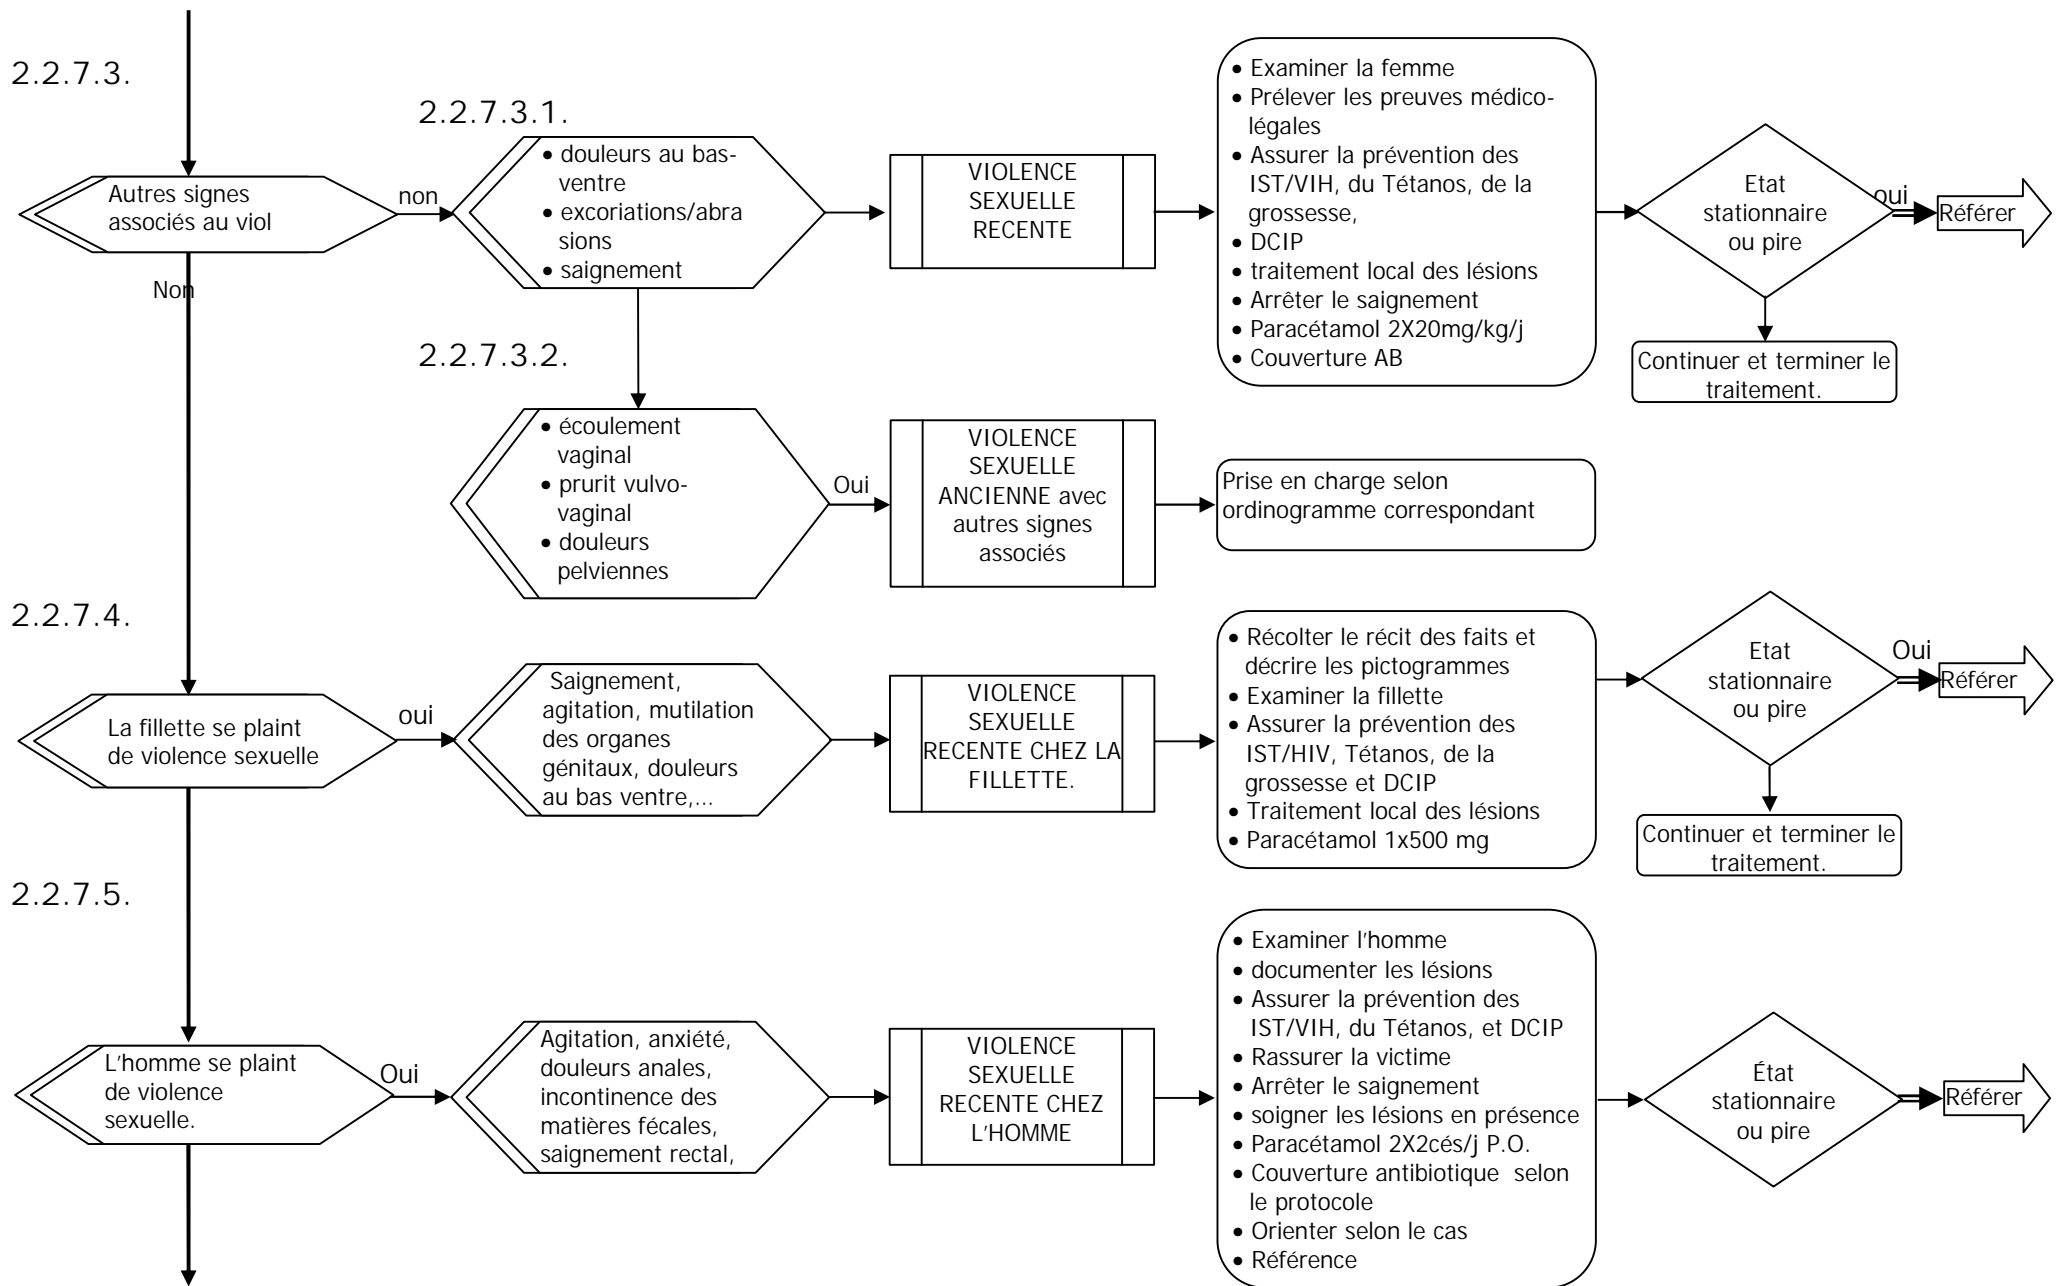 2.2.7.3.
Autres signes
associés au viol
non
Non
2.2.7.3.1.
• douleurs au bas-
ventre
• excoriations/abra
sions
• saignement
VIOLENCE
SEXUELLE
RECENTE
• Examiner la femme
• Prélever les preuves médico-
légales
• Assurer la prévention des
IST/VIH, du Tétanos, de la
grossesse,
• DCIP
• traitement local des lésions
• Arrêter le saignement
• Paracétamol 2X20mg/kg/j
• Couverture AB
Etat
stationnaire
ou pire
oui
Référer
Continuer et terminer le
traitement.
2.2.7.3.2.
• écoulement
vaginal
• prurit vulvo-
vaginal
• douleurs
pelviennes
Oui
VIOLENCE
SEXUELLE
ANCIENNE avec
autres signes
associés
Prise en charge selon
ordinogramme correspondant
2.2.7.4.
La fillette se plaint
de violence sexuelle
oui
Saignement,
agitation, mutilation
des organes
génitaux, douleurs
au bas ventre,...
VIOLENCE
SEXUELLE
RECENTE CHEZ LA
FILLETTE.
• Récolter le récit des faits et
décrire les pictogrammes
• Examiner la fillette
• Assurer la prévention des
IST/HIV, Tétanos, de la
grossesse et DCIP
• Traitement local des lésions
• Paracétamol 1x500 mg
Etat
stationnaire
ou pire
Oui
Référer
Continuer et terminer le
traitement.
2.2.7.5.
L'homme se plaint
de violence
sexuelle.
Oui
Agitation, anxiété,
douleurs anales,
incontinence des
matières fécales,
saignement rectal,
VIOLENCE
SEXUELLE
RECENTE CHEZ
L'HOMME
• Examiner l'homme
• documenter les lésions
• Assurer la prévention des
IST/VIH, du Tétanos, et DCIP
• Rassurer la victime
• Arrêter le saignement
• soigner les lésions en présence
• Paracétamol 2X2cés/j P.O.
• Couverture antibiotique selon
le protocole
• Orienter selon le cas
• Référence
État
stationnaire
ou pire
Référer